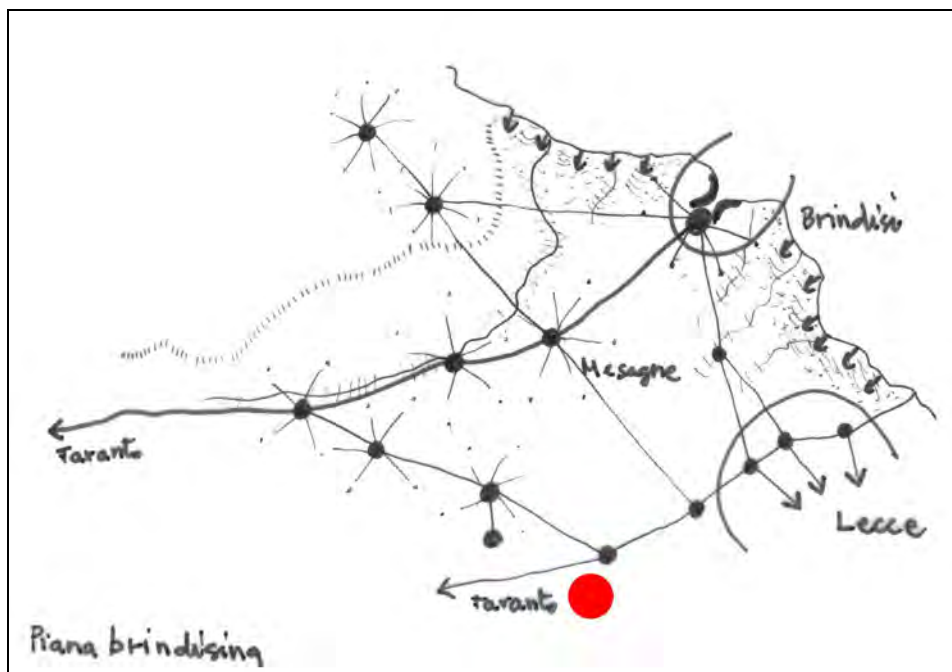 Brindisi
Mesagne
Taranto
Lecce
Taranto
Piana brindisina